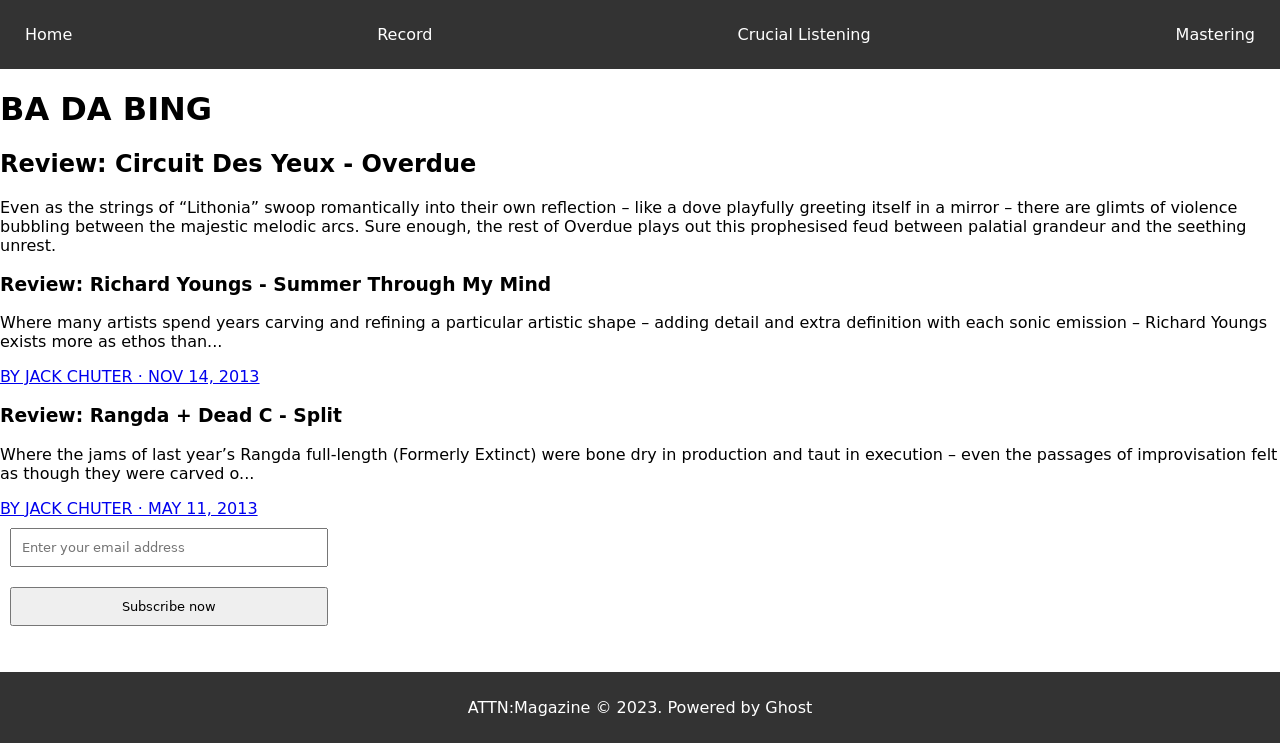 Home
Record
Crucial Listening
Mastering
BA DA BING
Review: Circuit Des Yeux - Overdue
Even as the strings of “Lithonia” swoop romantically into their own reflection – like a dove playfully greeting itself in a mirror – there are glimts of violence
bubbling between the majestic melodic arcs. Sure enough, the rest of Overdue plays out this prophesised feud between palatial grandeur and the seething
unrest.
Review: Richard Youngs - Summer Through My Mind
Where many artists spend years carving and refining a particular artistic shape – adding detail and extra definition with each sonic emission – Richard Youngs
exists more as ethos than…
BY JACK CHUTER · NOV 14, 2013
Review: Rangda + Dead C - Split
Where the jams of last year’s Rangda full-length (Formerly Extinct) were bone dry in production and taut in execution – even the passages of improvisation felt
as though they were carved o…
BY JACK CHUTER · MAY 11, 2013
Enter your email address
Subscribe now
ATTN:Magazine © 2023. Powered by Ghost